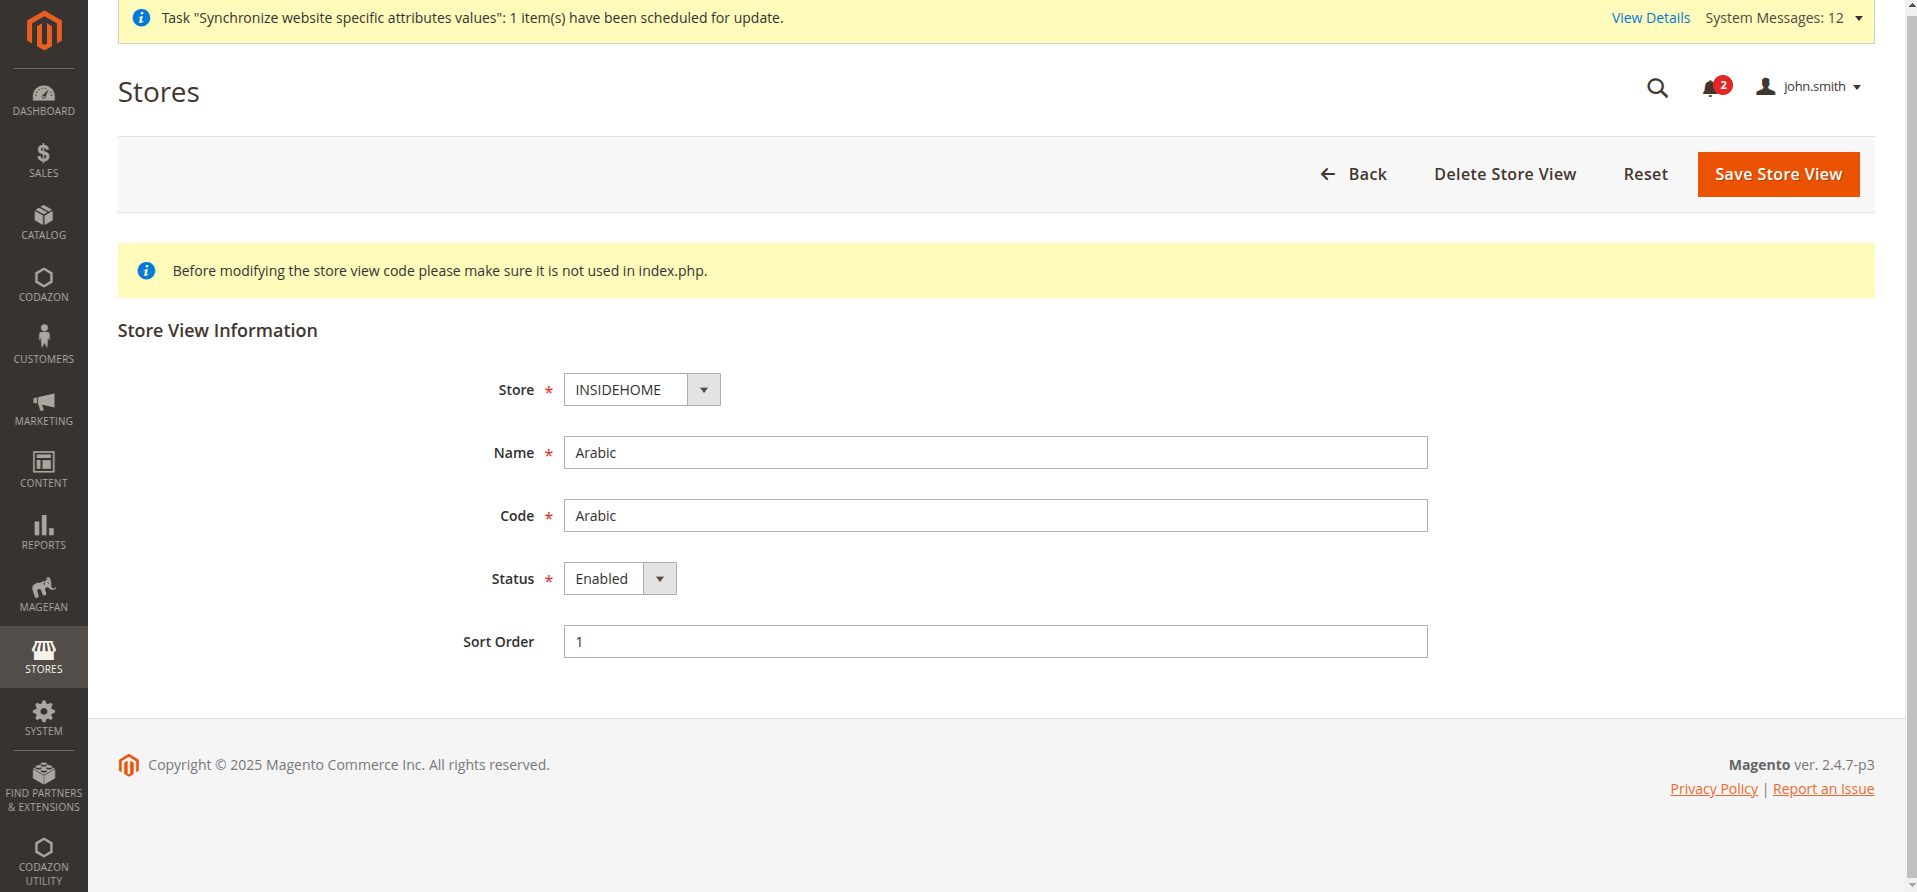 Task "Synchronize website specific attributes values": 1 item(s) have been scheduled for update.
View Details
System Messages: 12
Stores
2
john.smith
Back
Delete Store View
Reset
Save Store View
Before modifying the store view code please make sure it is not used in index.php.
Store View Information
Store *
INSIDEHOME
Name *
Arabic
Code *
Arabic
Status *
Enabled
Sort Order
1
DASHBOARD
SALES
CATALOG
CODAZON
CUSTOMERS
MARKETING
CONTENT
REPORTS
MAGEFAN
STORES
SYSTEM
FIND PARTNERS
& EXTENSIONS
CODAZON
UTILITY
Copyright © 2025 Magento Commerce Inc. All rights reserved.
Magento ver. 2.4.7-p3
Privacy Policy | Report an Issue